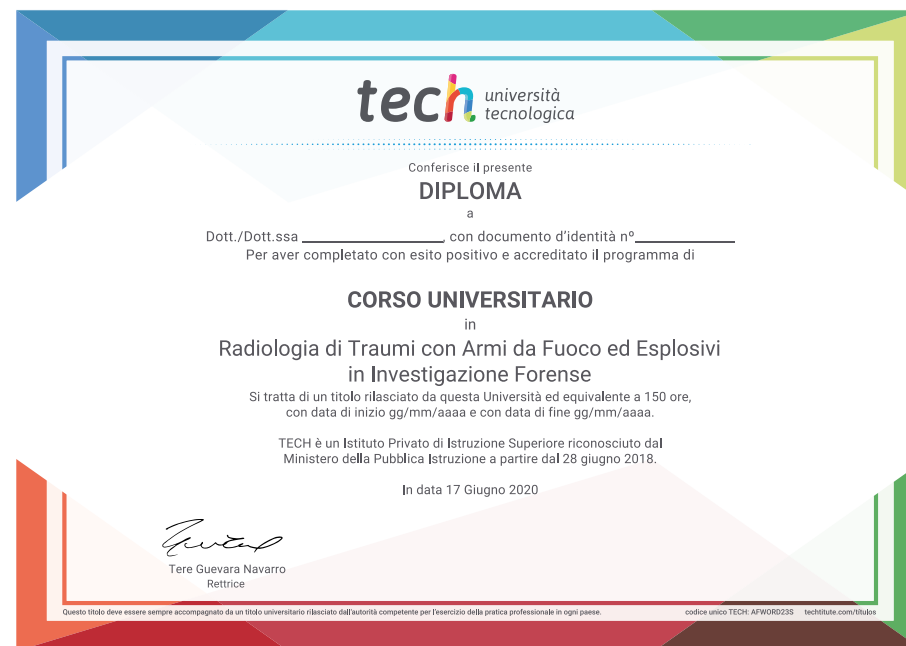 tech università
tecnologica
Conferisce il presente
DIPLOMA
a
Dott./Dott.ssa ____________________, con documento d'identità nº______________
Per aver completato con esito positivo e accreditato il programma di
CORSO UNIVERSITARIO
in
Radiologia di Traumi con Armi da Fuoco ed Esplosivi
in Investigazione Forense
Si tratta di un titolo rilasciato da questa Università ed equivalente a 150 ore,
con data di inizio gg/mm/aaaa e con data di fine gg/mm/aaaa.
TECH è un Istituto Privato di Istruzione Superiore riconosciuto dal
Ministero della Pubblica Istruzione a partire dal 28 giugno 2018.
In data 17 Giugno 2020
Tere Guevara Navarro
Rettrice
Questo titolo deve essere sempre accompagnato da un titolo universitario rilasciato dall'autorità competente per l'esercizio della pratica professionale in ogni paese. codice unico TECH: AFWORD23S techtitute.com/titulos